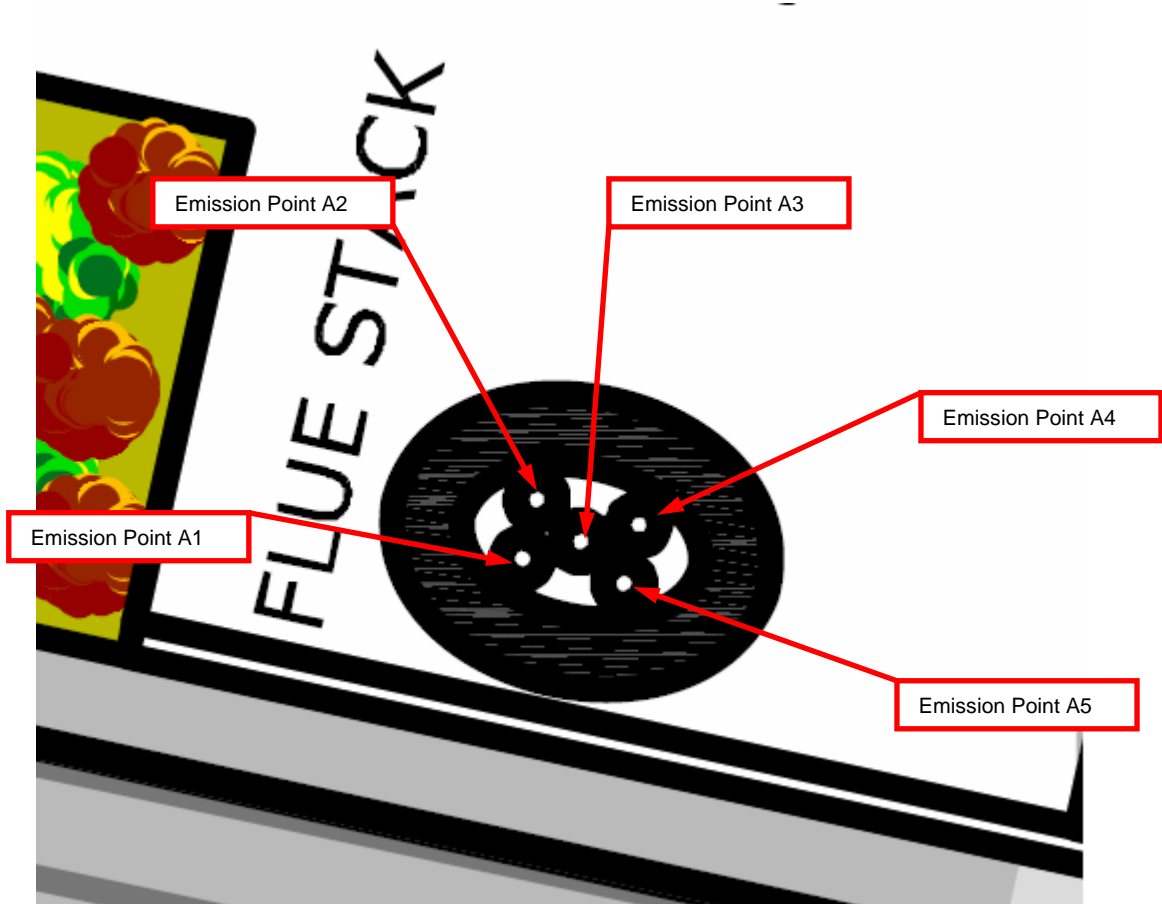 Emission Point A2
Emission Point A3
FLUE STACK
Emission Point A4
Emission Point A1
Emission Point A5